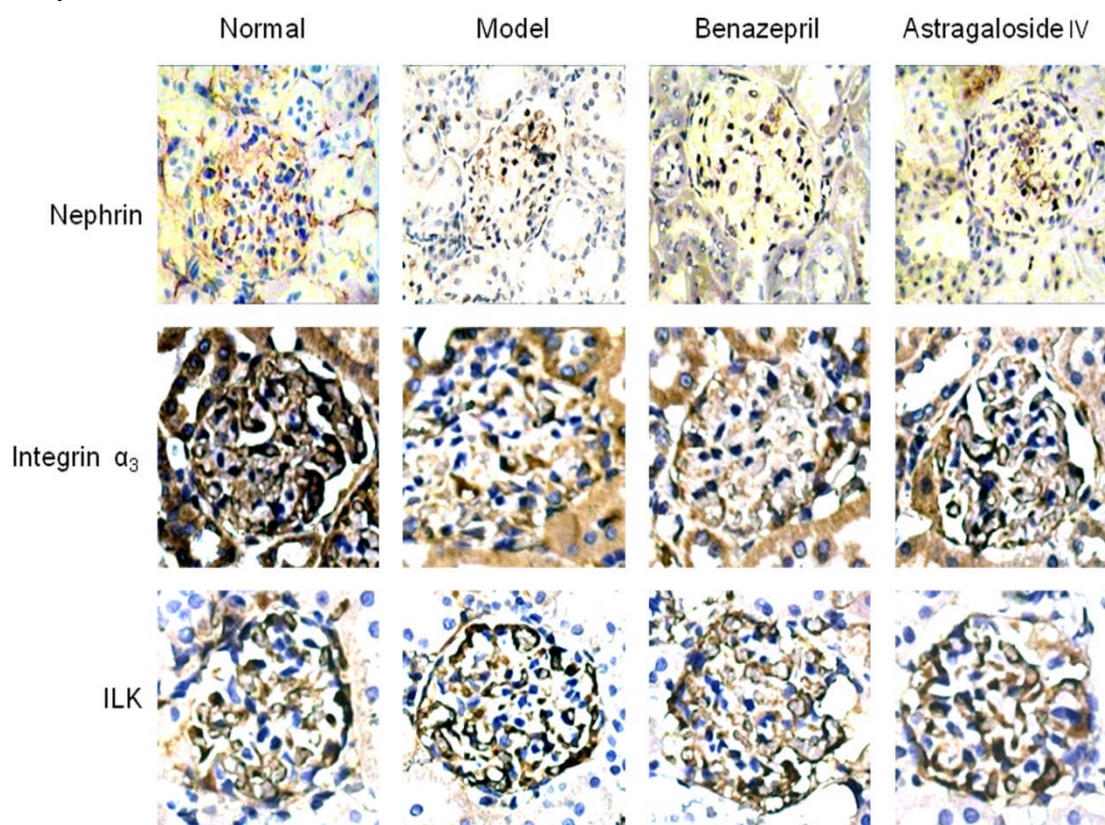 Normal Model Benazepril Astragaloside IV
Nephrin
Integrin α₃
ILK